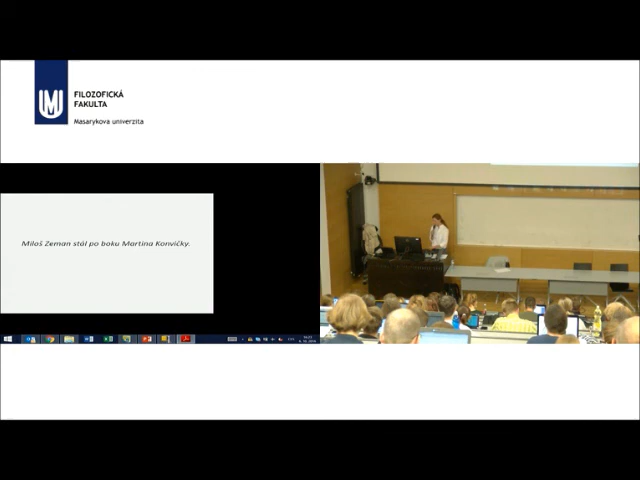 FILOZOFICKÁ
FAKULTA
Masarykova univerzita
Miloš Zeman stál po boku Martina Konvičky.